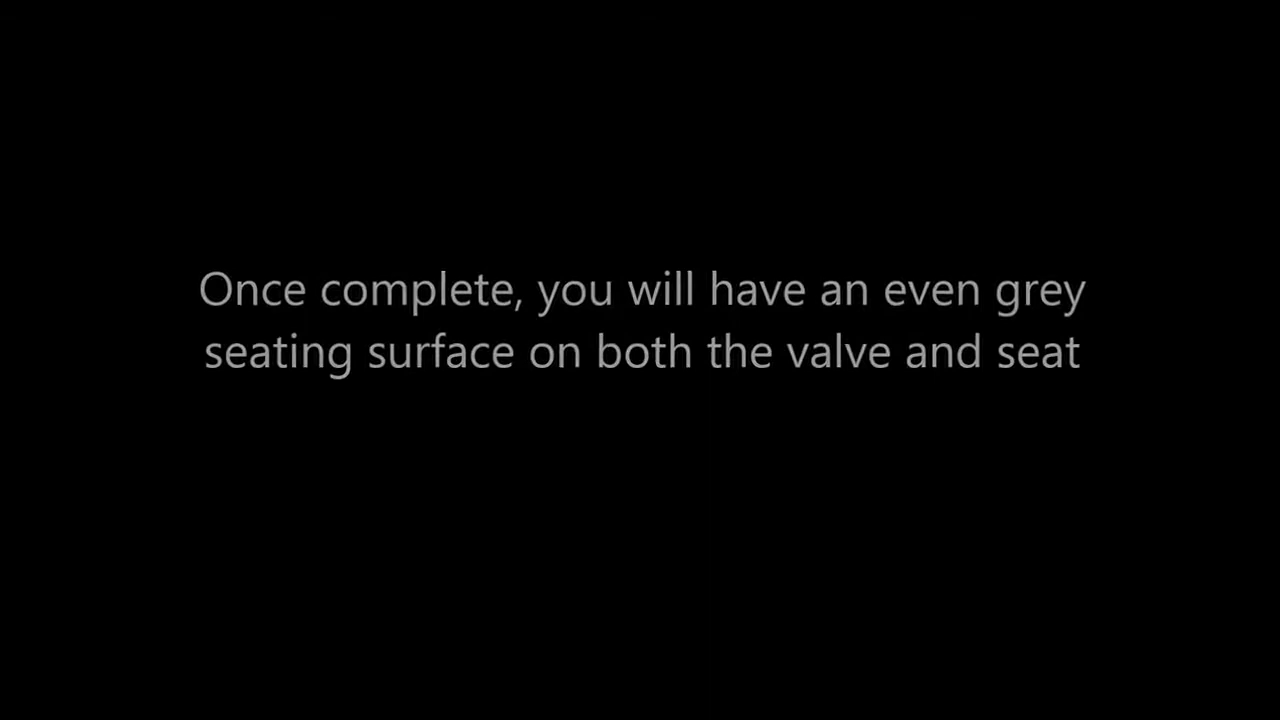 Once complete, you will have an even grey
seating surface on both the valve and seat